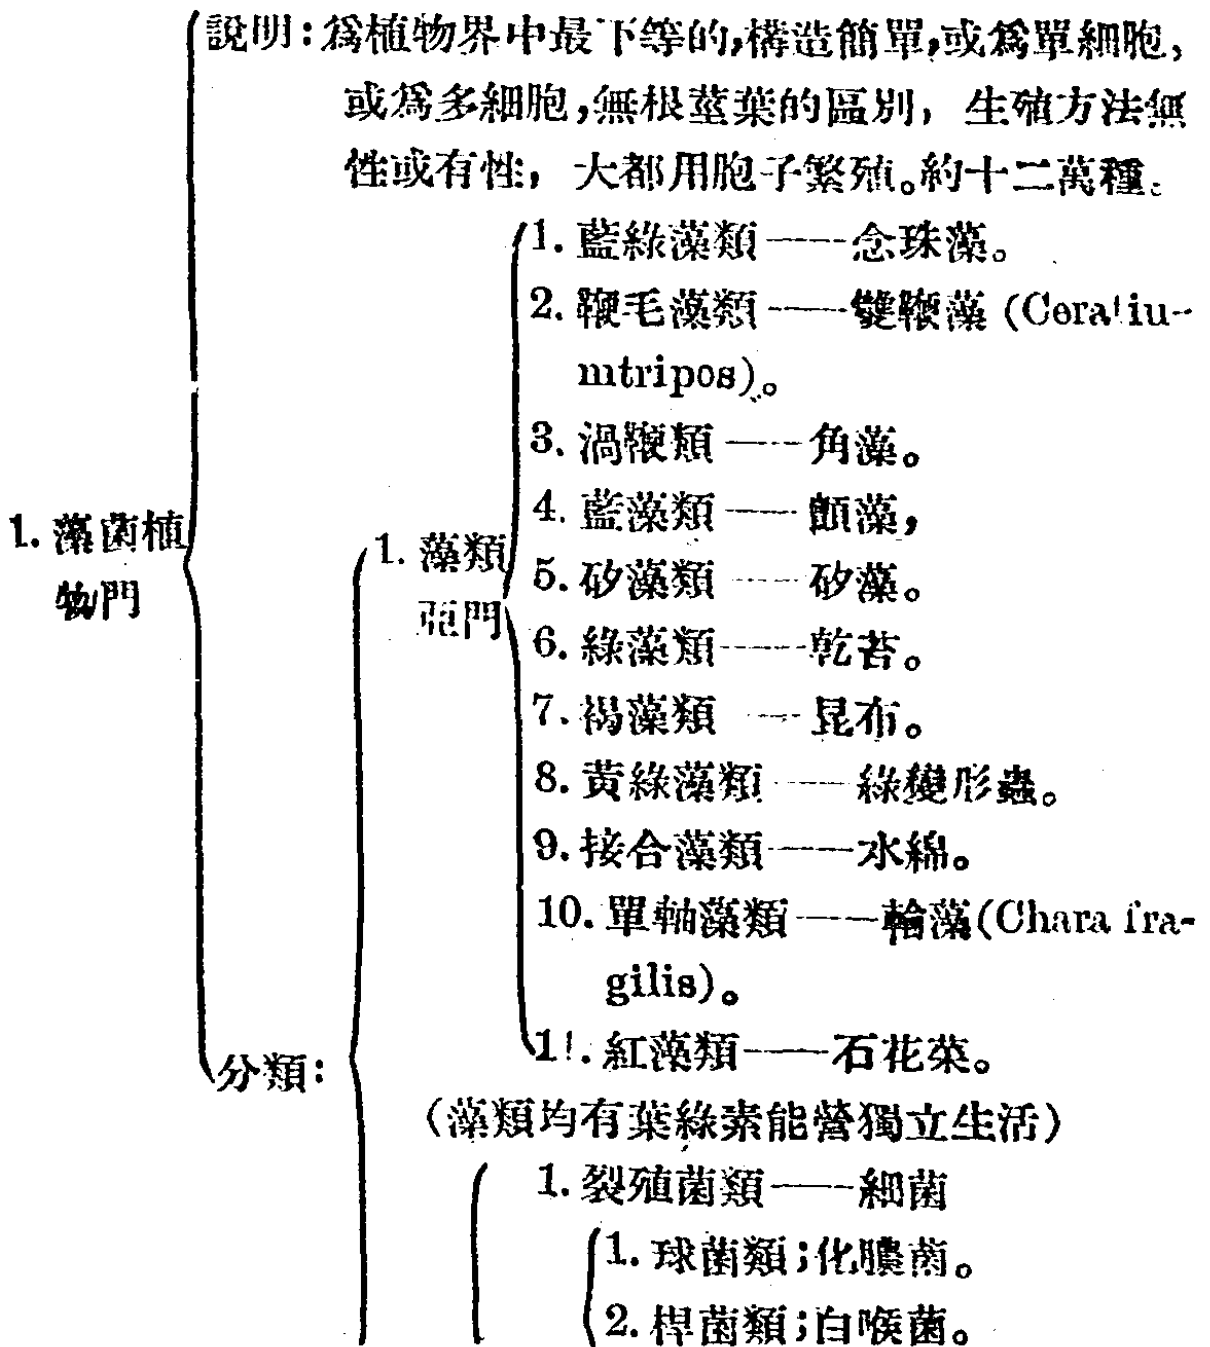 說明:爲植物界中最下等的,構造簡單,或爲單細胞,
或爲多細胞,無根莖葉的區別, 生殖方法無
性或有性, 大都用胞子繁殖。約十二萬種。
1. 藍綠藻類——念珠藻。
2. 鞭毛藻類——雙鞭藻 (Ceratiu-
mtripos)。
3. 渦鞭類——角藻。
4. 藍藻類——顫藻,
5. 矽藻類——矽藻。
6. 綠藻類——乾苔。
7. 褐藻類——昆布。
8. 黃綠藻類——綠變形蟲。
9. 接合藻類——水綿。
10. 單軸藻類——輪藻(Chara fra-
gilis)。
11. 紅藻類——石花菜。
1. 藻菌植
物門
1. 藻類
亞門
分類:
(藻類均有葉綠素能營獨立生活)
1. 裂殖菌類——細菌
1. 球菌類;化膿菌。
2. 桿菌類;白喉菌。